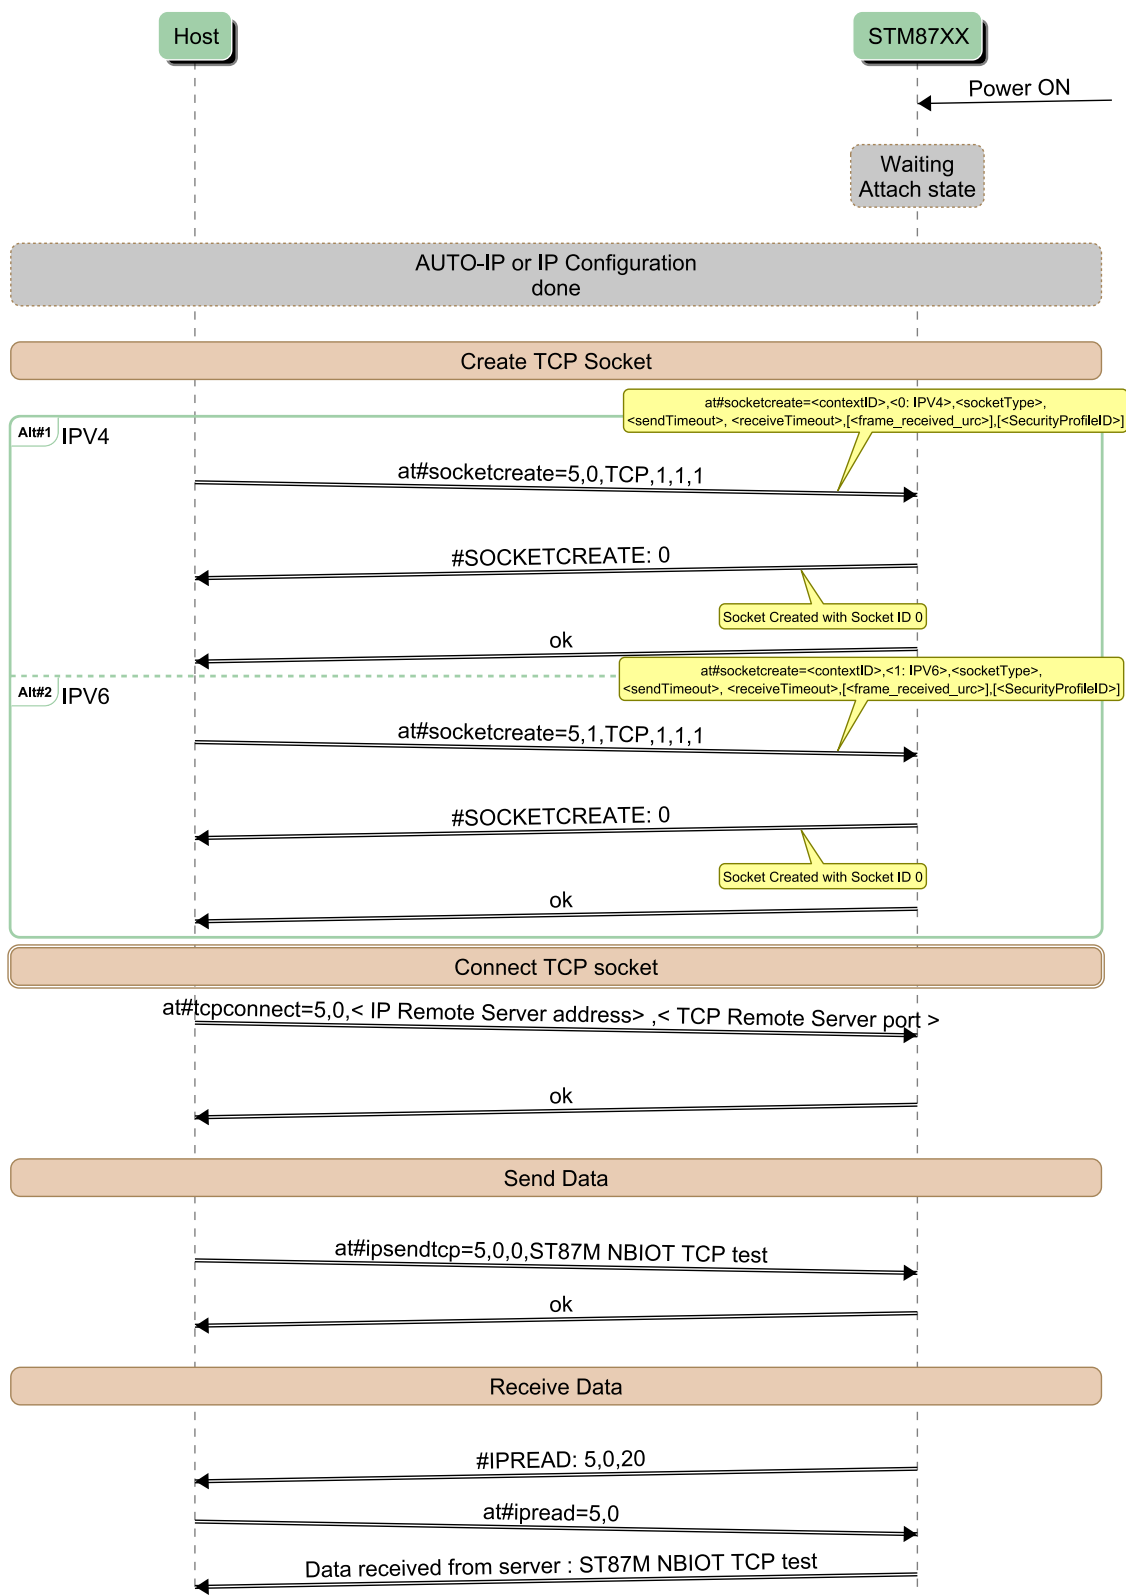 Host
STM87XX
Power ON
Waiting
Attach state
AUTO-IP or IP Configuration
done
Create TCP Socket
at#socketcreate=<contextID>,<0: IPV4>,<socketType>,
<sendTimeout>, <receiveTimeout>,[<frame_received_urc>],[<SecurityProfileID>]
Alt#1 IPV4
at#socketcreate=5,0,TCP,1,1,1
#SOCKETCREATE: 0
Socket Created with Socket ID 0
ok
at#socketcreate=<contextID>,<1: IPV6>,<socketType>,
<sendTimeout>, <receiveTimeout>,[<frame_received_urc>],[<SecurityProfileID>]
Alt#2 IPV6
at#socketcreate=5,1,TCP,1,1,1
#SOCKETCREATE: 0
Socket Created with Socket ID 0
ok
Connect TCP socket
at#tcpconnect=5,0,< IP Remote Server address> ,< TCP Remote Server port >
ok
Send Data
at#ipsendtcp=5,0,0,ST87M NBIOT TCP test
ok
Receive Data
#IPREAD: 5,0,20
at#ipread=5,0
Data received from server : ST87M NBIOT TCP test